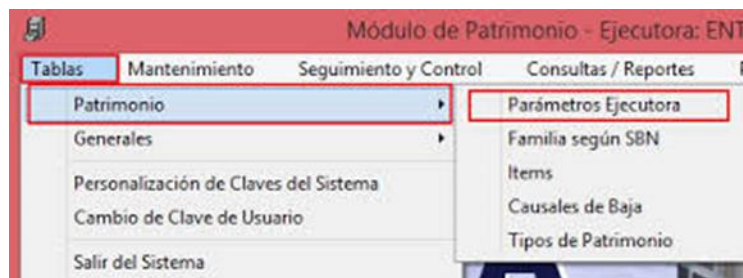 Módulo de Patrimonio - Ejecutora: ENT
Tablas Mantenimiento Seguimiento y Control Consultas / Reportes
Patrimonio Parámetros Ejecutora
Generales Familia según SBN
Items
Personalización de Claves del Sistema
Causales de Baja
Cambio de Clave de Usuario
Tipos de Patrimonio
Salir del Sistema